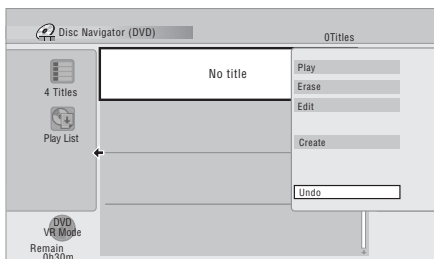 Disc Navigator (DVD)
0Titles
4 Titles
Play List
DVD
VR Mode
Remain
0h30m
No title
Play
Erase
Edit
Create
Undo